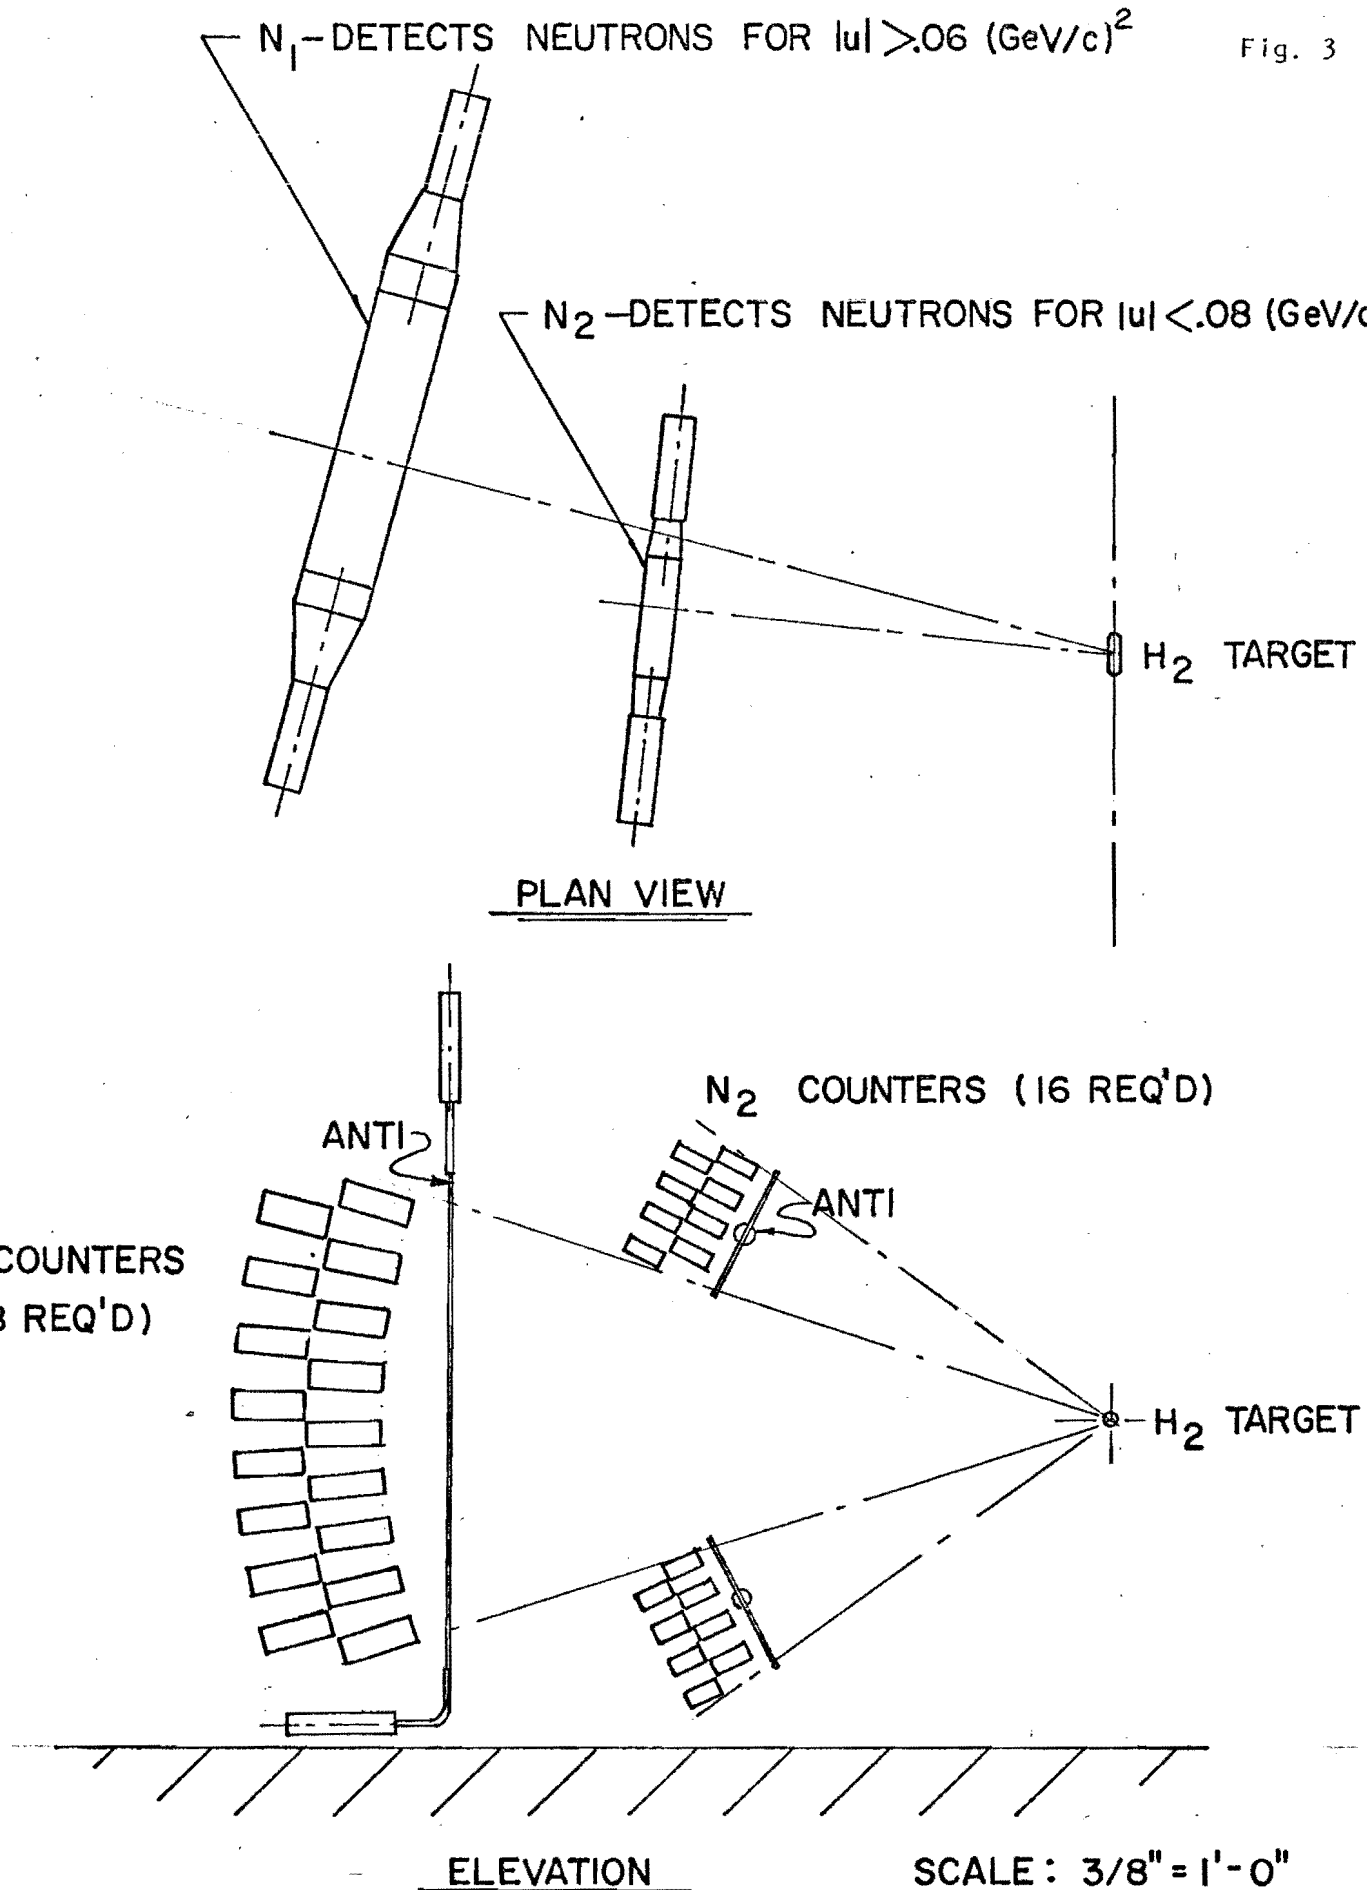 N₁-DETECTS NEUTRONS FOR |u| >.06 (GeV/c)²
Fig. 3
N₂-DETECTS NEUTRONS FOR |u| <.08 (GeV/c
H₂ TARGET
PLAN VIEW
N₂ COUNTERS (16 REQ'D)
ANTI
ANTI
COUNTERS
REQ'D)
H₂ TARGET
ELEVATION
SCALE: 3/8" = 1'-0"